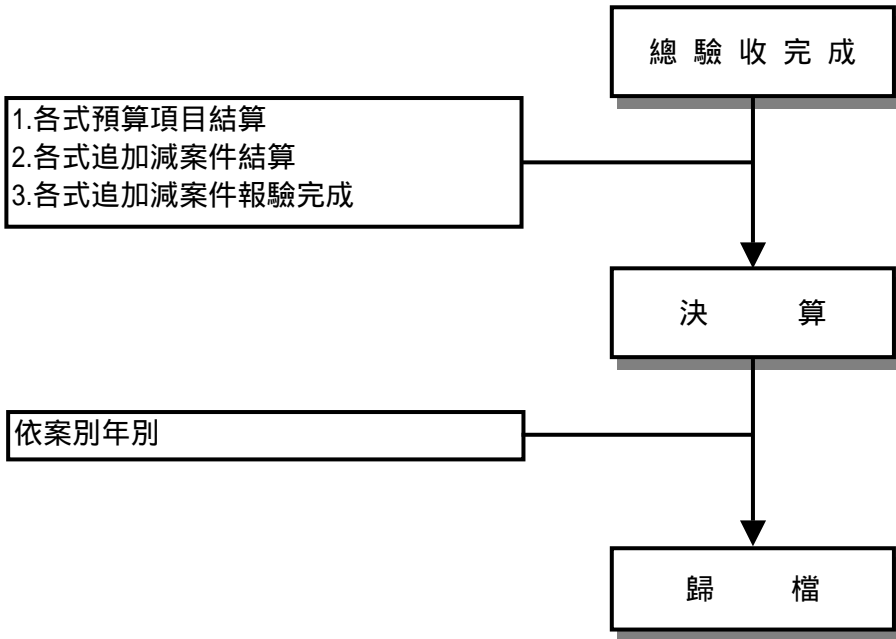 總驗收完成
1.各式預算項目結算
2.各式追加減案件結算
3.各式追加減案件報驗完成
決算
依案別年別
歸檔